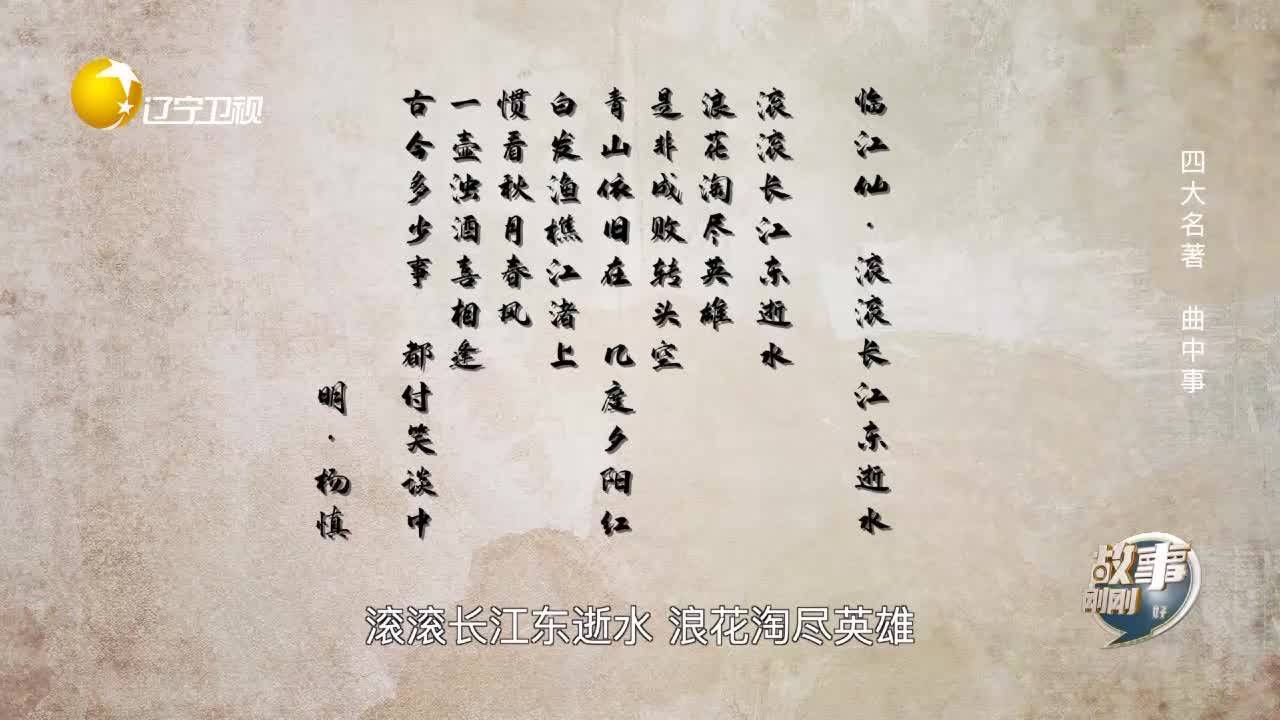 辽宁卫视
临江仙·滚滚长江东逝水
滚滚长江东逝水
浪花淘尽英雄
是非成败转头空
青山依旧在 几度夕阳红
白发渔樵江渚上
惯看秋月春风
一壶浊酒喜相逢
古今多少事 都付笑谈中
明·杨慎
四大名著 曲中事
故事
刚刚好
滚滚长江东逝水 浪花淘尽英雄